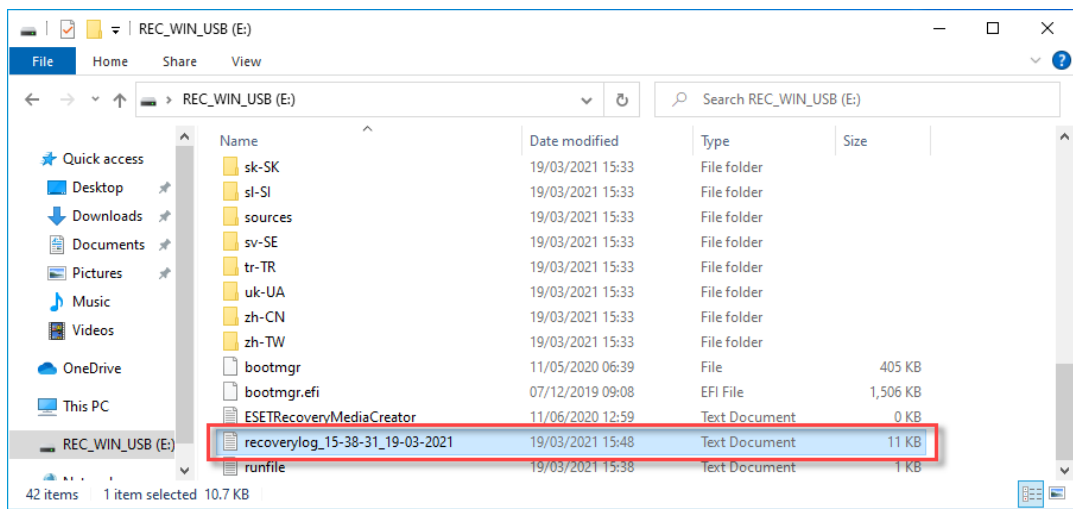 REC_WIN_USB (E:)
File Home Share View
REC_WIN_USB (E:) Search REC_WIN_USB (E:)
Name Date modified Type Size
Quick access
Desktop
Downloads
Documents
Pictures
Music
Videos
OneDrive
This PC
REC_WIN_USB (E:)
sk-SK 19/03/2021 15:33 File folder
sl-SI 19/03/2021 15:33 File folder
sources 19/03/2021 15:33 File folder
sv-SE 19/03/2021 15:33 File folder
tr-TR 19/03/2021 15:33 File folder
uk-UA 19/03/2021 15:33 File folder
zh-CN 19/03/2021 15:33 File folder
zh-TW 19/03/2021 15:33 File folder
bootmgr 11/05/2020 06:39 File 405 KB
bootmgr.efi 07/12/2019 09:08 EFI File 1,506 KB
ESETRecoveryMediaCreator 11/06/2020 12:59 Text Document 0 KB
recoverylog_15-38-31_19-03-2021 19/03/2021 15:48 Text Document 11 KB
runfile 19/03/2021 15:38 Text Document 1 KB
42 items 1 item selected 10.7 KB